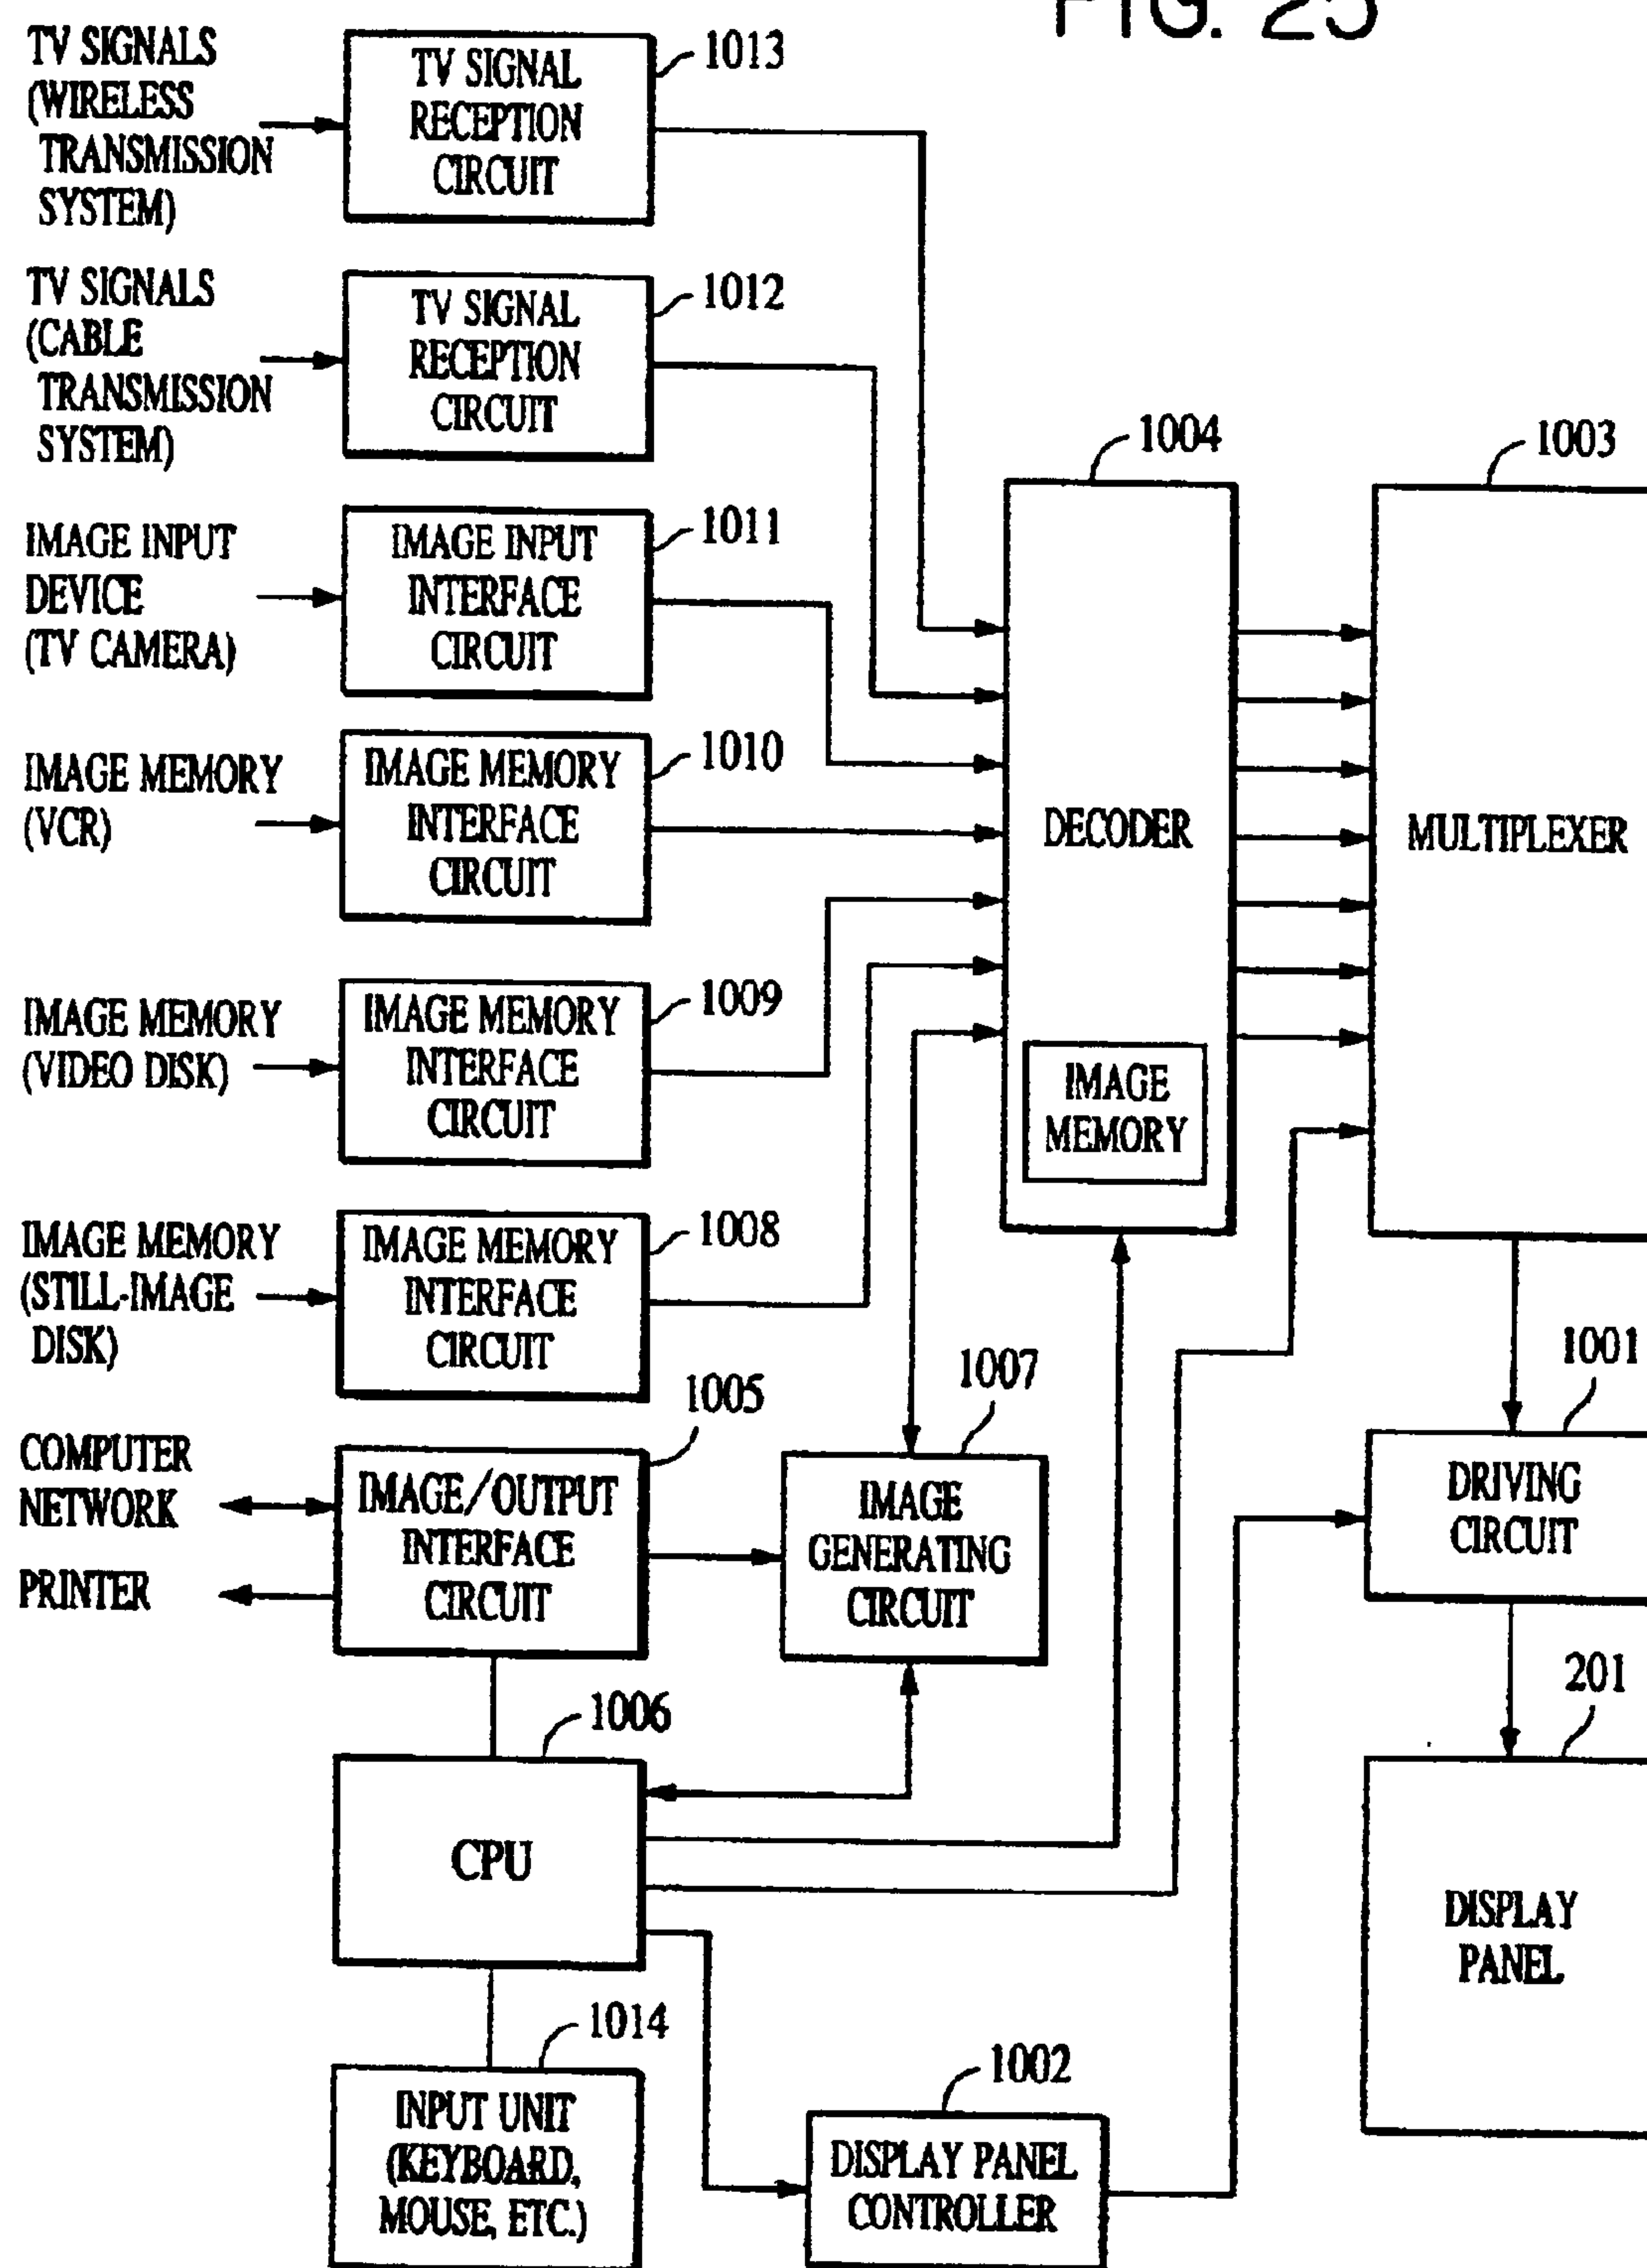 FIG. 25
TV SIGNALS
(WIRELESS
TRANSMISSION
SYSTEM)
TV SIGNAL
RECEPTION
CIRCUIT
1013
TV SIGNALS
(CABLE
TRANSMISSION
SYSTEM)
TV SIGNAL
RECEPTION
CIRCUIT
1012
IMAGE INPUT
DEVICE
(TV CAMERA)
IMAGE INPUT
INTERFACE
CIRCUIT
1011
IMAGE MEMORY
(VCR)
IMAGE MEMORY
INTERFACE
CIRCUIT
1010
IMAGE MEMORY
(VIDEO DISK)
IMAGE MEMORY
INTERFACE
CIRCUIT
1009
IMAGE MEMORY
(STILL-IMAGE
DISK)
IMAGE MEMORY
INTERFACE
CIRCUIT
1008
COMPUTER
NETWORK
PRINTER
IMAGE/OUTPUT
INTERFACE
CIRCUIT
1005
IMAGE
GENERATING
CIRCUIT
1007
1004
DECODER
IMAGE
MEMORY
1003
MULTIPLEXER
1001
DRIVING
CIRCUIT
201
DISPLAY
PANEL
1006
CPU
1014
INPUT UNIT
(KEYBOARD,
MOUSE, ETC.)
1002
DISPLAY PANEL
CONTROLLER